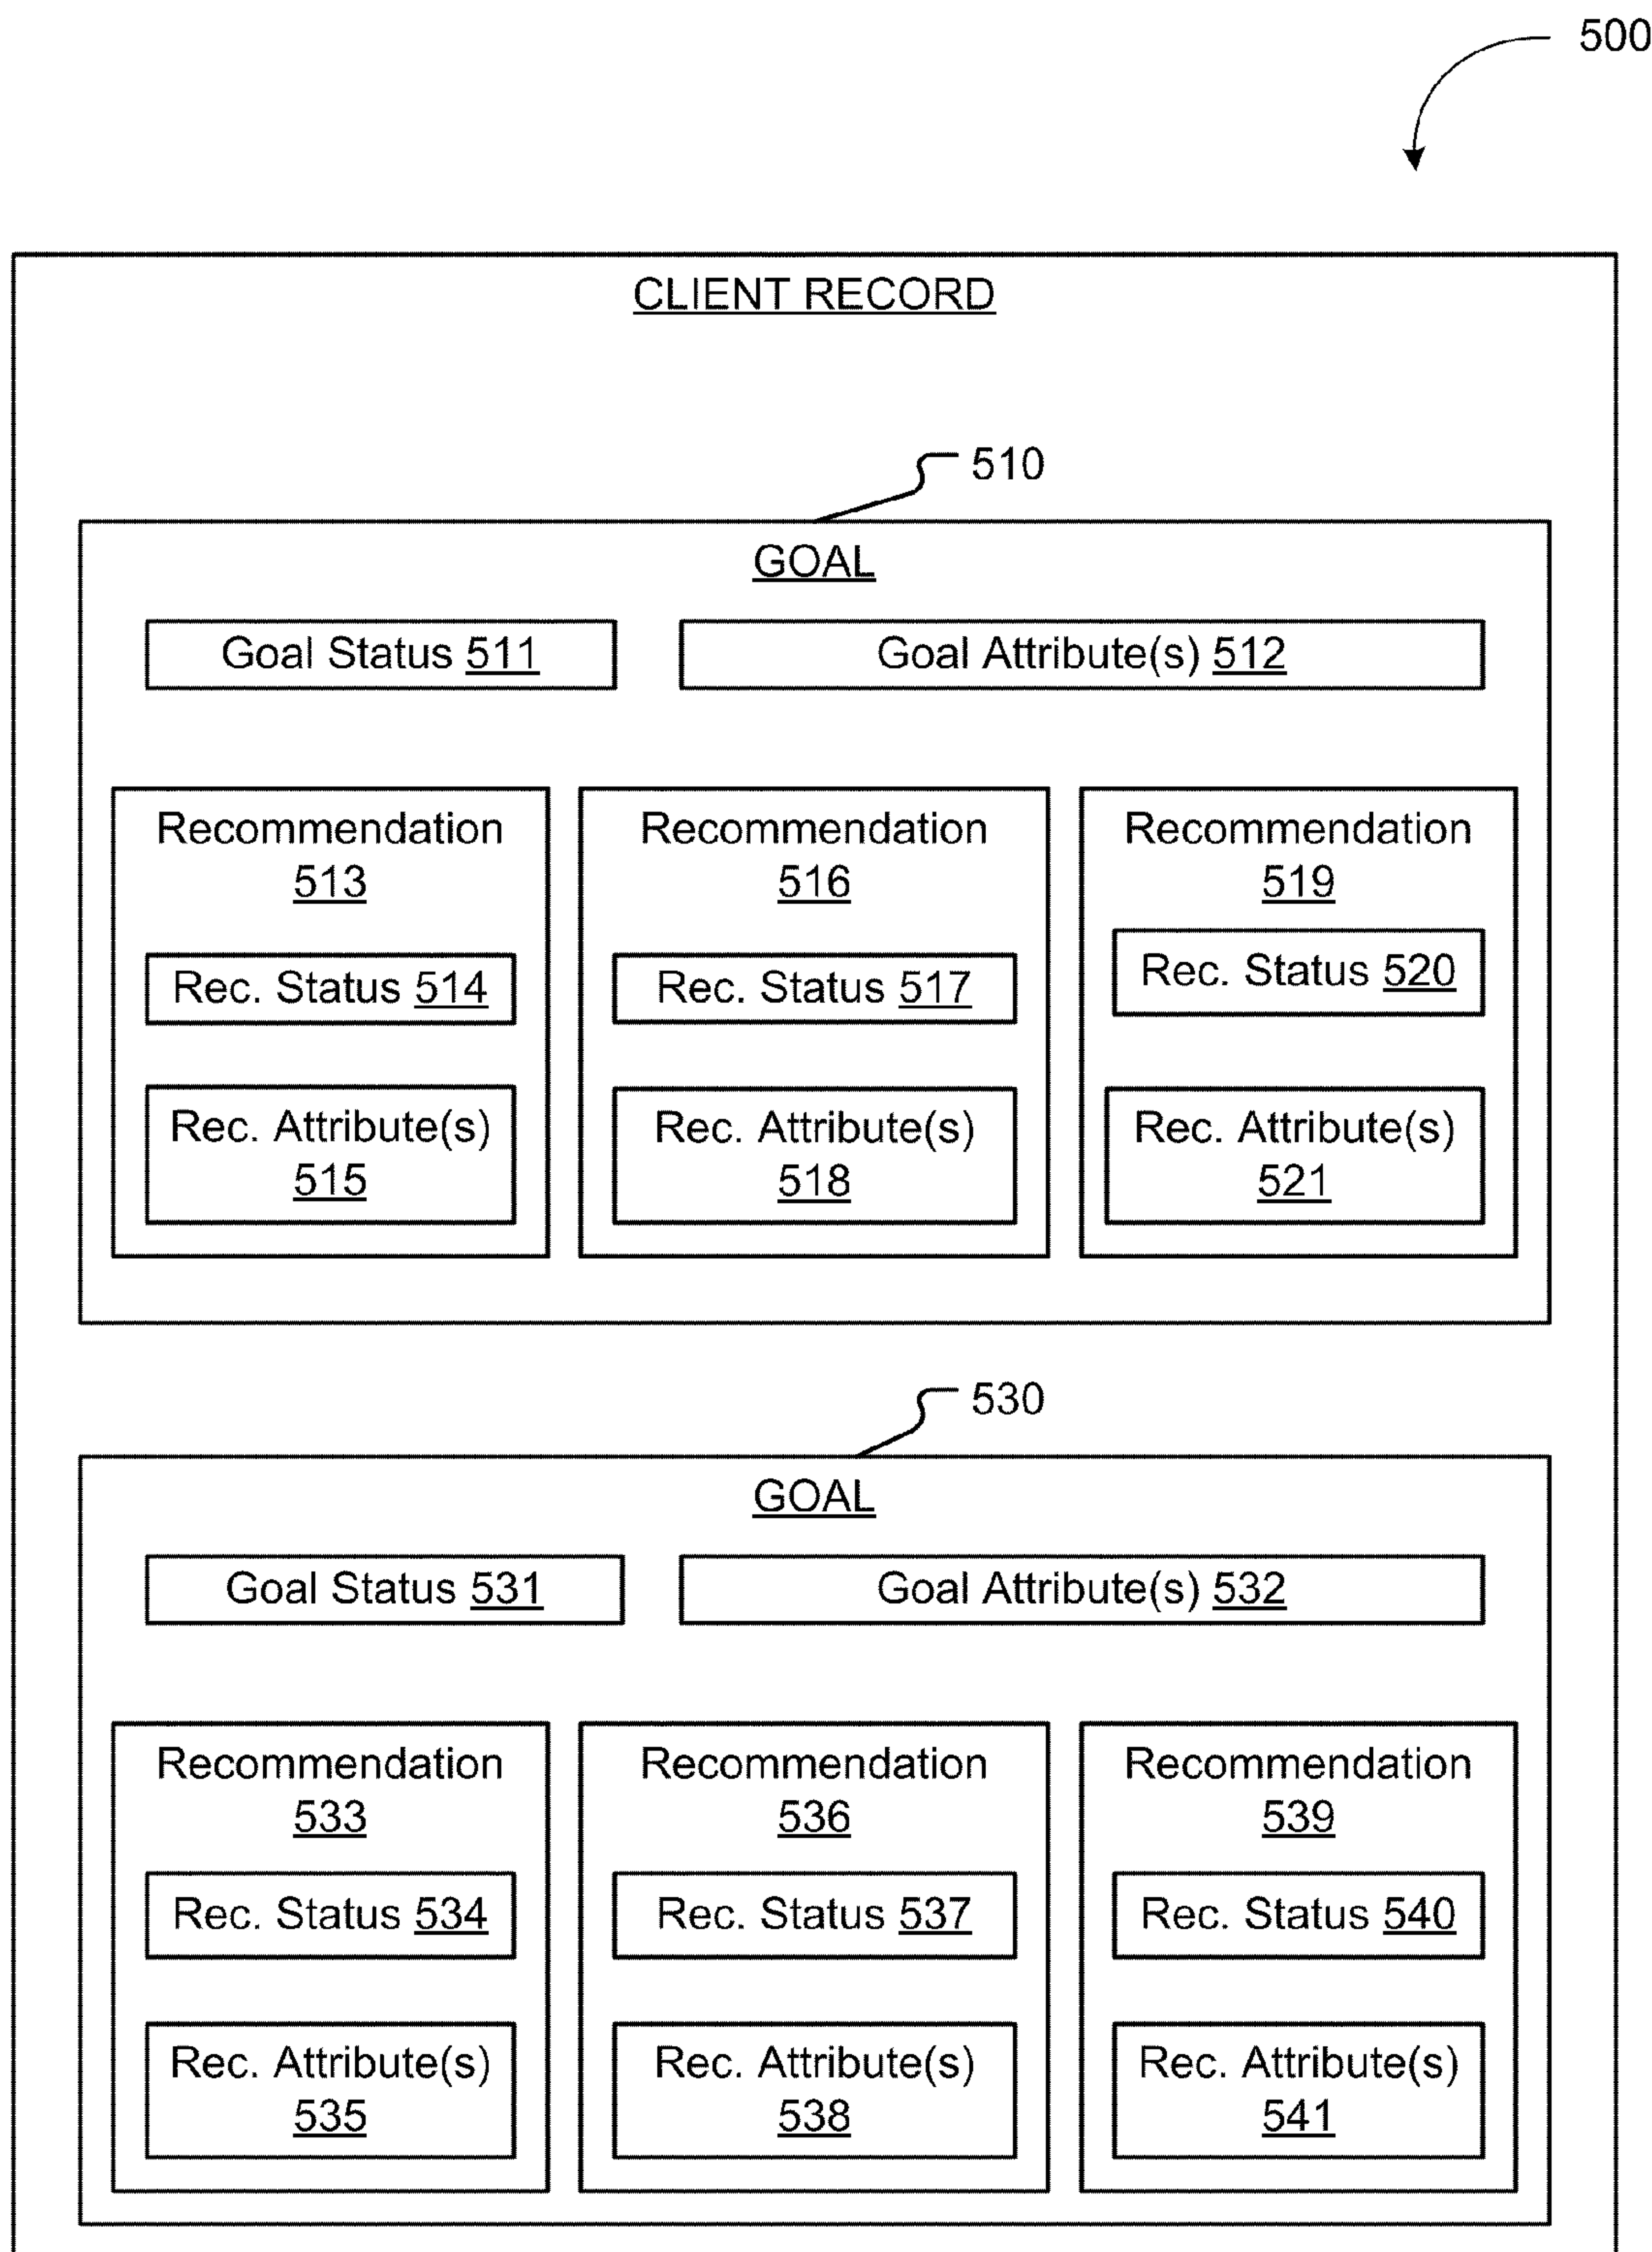 500
CLIENT RECORD
510
GOAL
Goal Status 511
Goal Attribute(s) 512
Recommendation
513
Rec. Status 514
Rec. Attribute(s)
515
Recommendation
516
Rec. Status 517
Rec. Attribute(s)
518
Recommendation
519
Rec. Status 520
Rec. Attribute(s)
521
530
GOAL
Goal Status 531
Goal Attribute(s) 532
Recommendation
533
Rec. Status 534
Rec. Attribute(s)
535
Recommendation
536
Rec. Status 537
Rec. Attribute(s)
538
Recommendation
539
Rec. Status 540
Rec. Attribute(s)
541